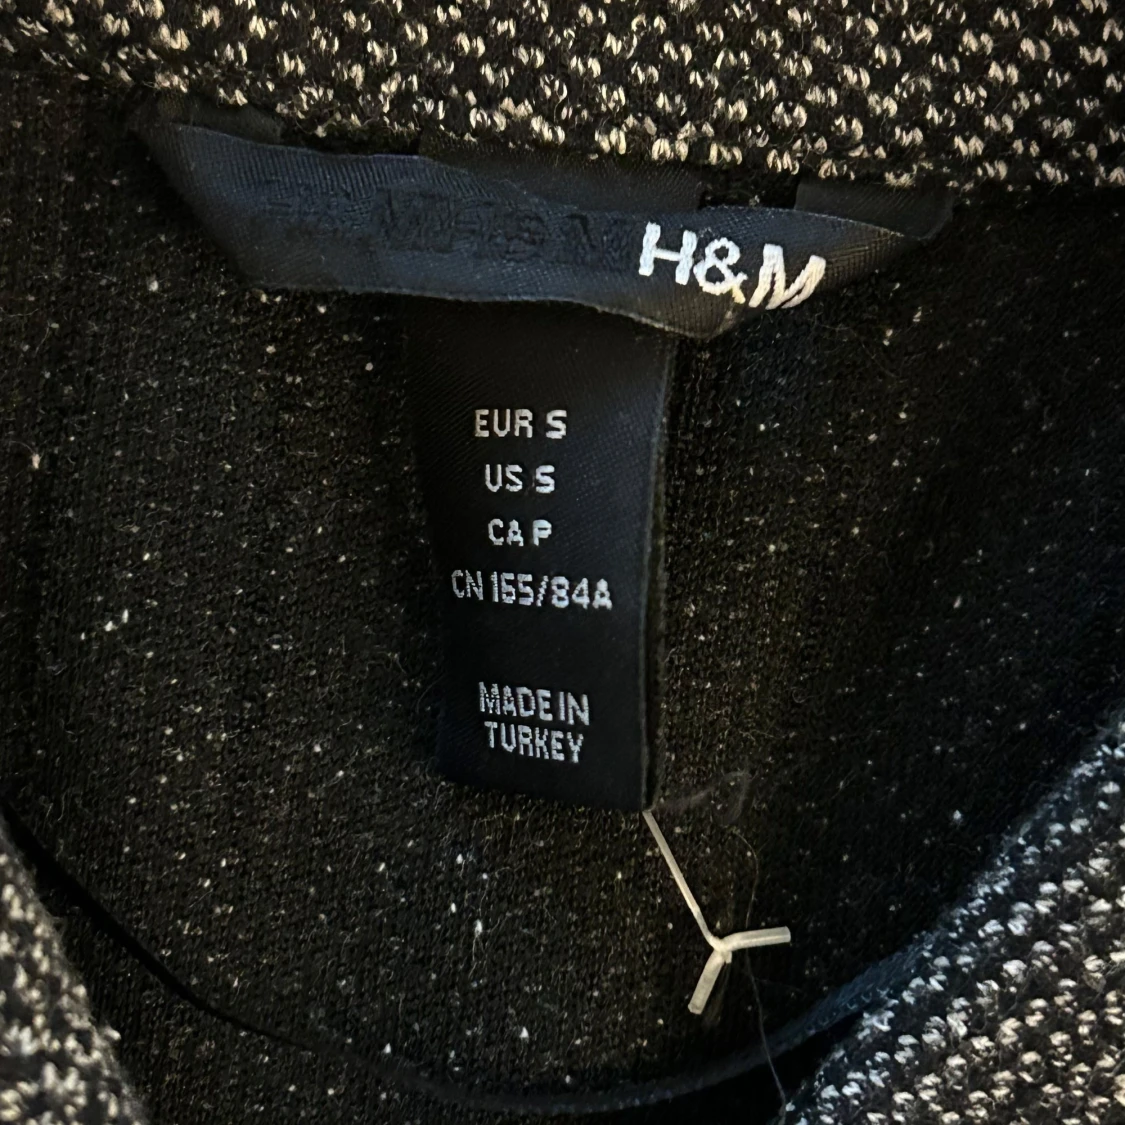 H&M
EUR S
US S
CA P
CN 165/84A
MADE IN
TURKEY